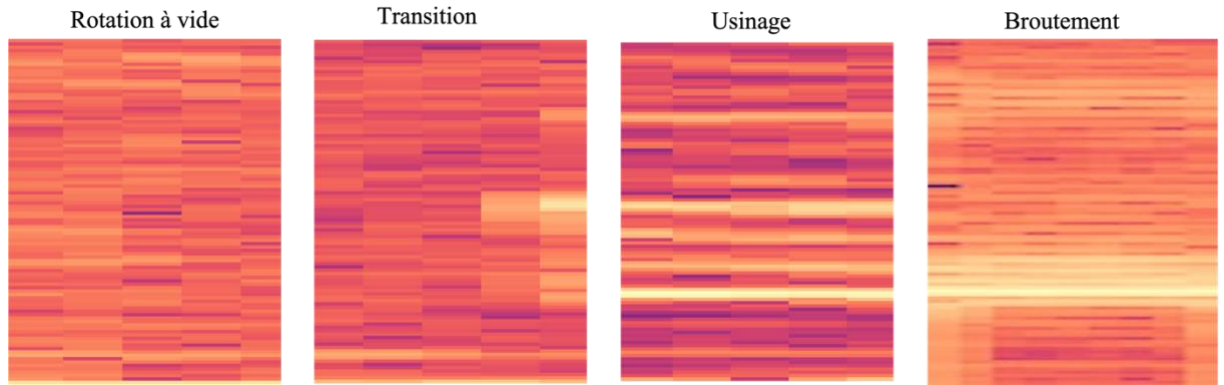 Rotation à vide
Transition
Usinage
Broutement